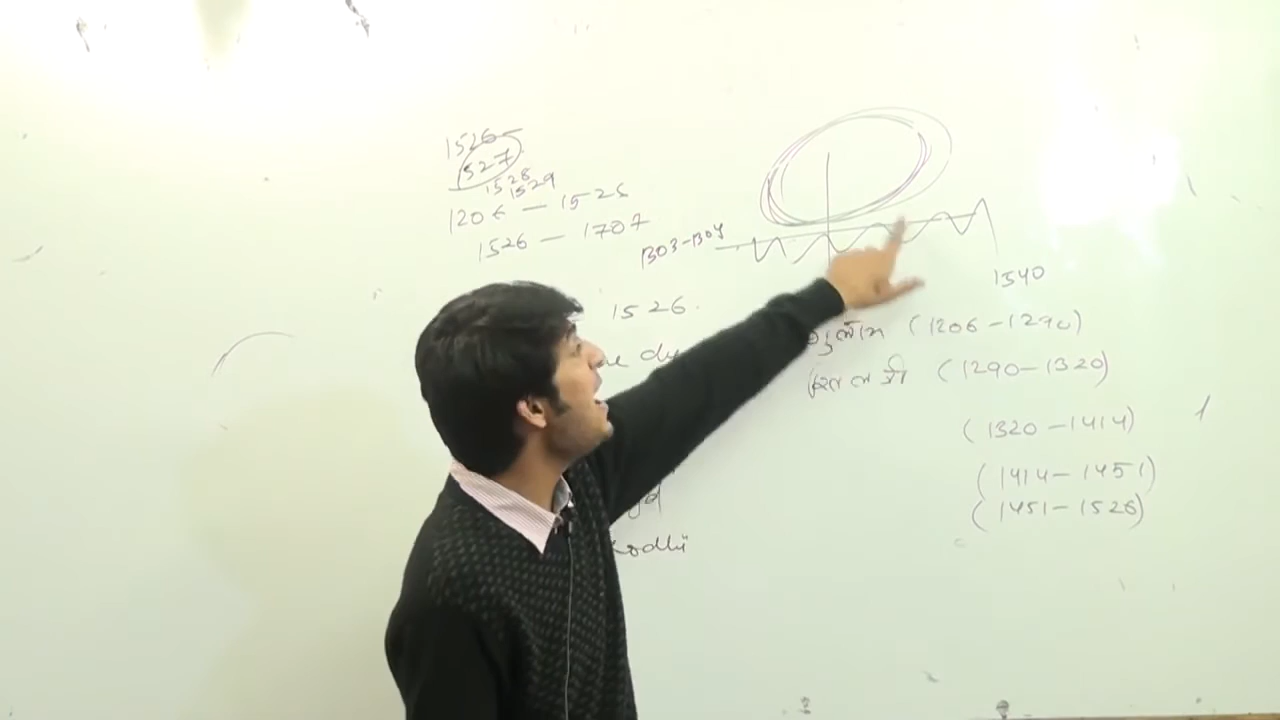 1526 -
1527
1528
1529
1206 - 1526
1526 - 1707
1303-1304
1540
1526
गुलाम (1206 - 1290)
खिलजी (1290 - 1320)
(1320 - 1414)
(1414 - 1451)
(1451 - 1526)
Lodhi